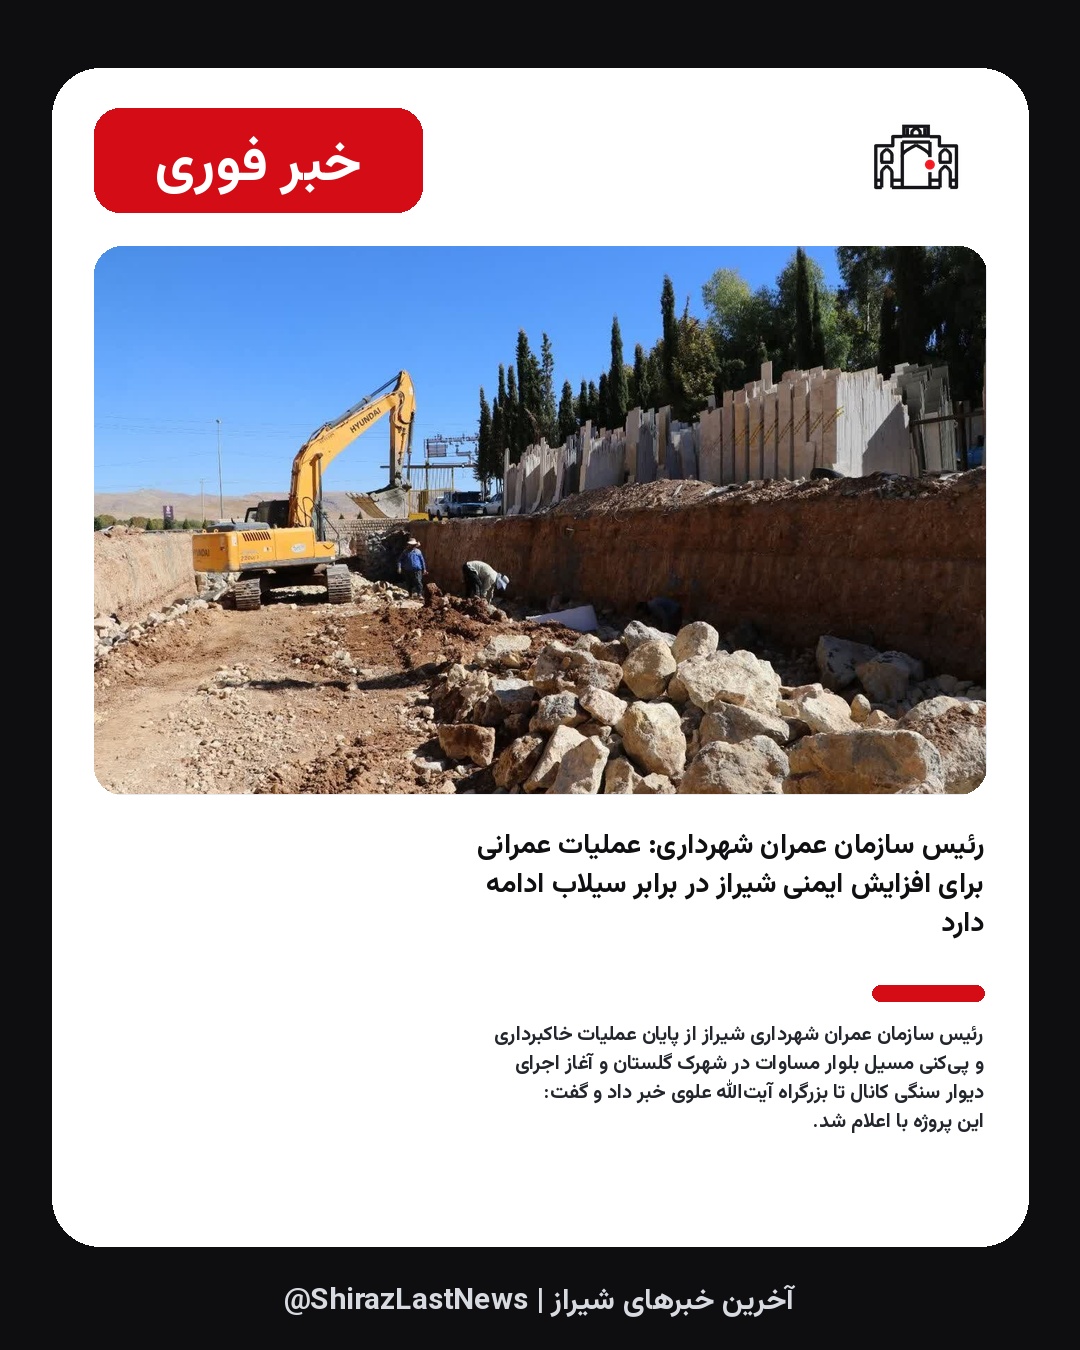 خبر فوری
HYUNDAI
رئیس سازمان عمران شهرداری: عملیات عمرانی
برای افزایش ایمنی شیراز در برابر سیلاب ادامه
دارد
رئیس سازمان عمران شهرداری شیراز از پایان عملیات خاکبرداری
و پی‌کنی مسیل بلوار مساوات در شهرک گلستان و آغاز اجرای
دیوار سنگی کانال تا بزرگراه آیت‌الله علوی خبر داد و گفت:
این پروژه با اعلام شد.
آخرین خبرهای شیراز | @ShirazLastNews